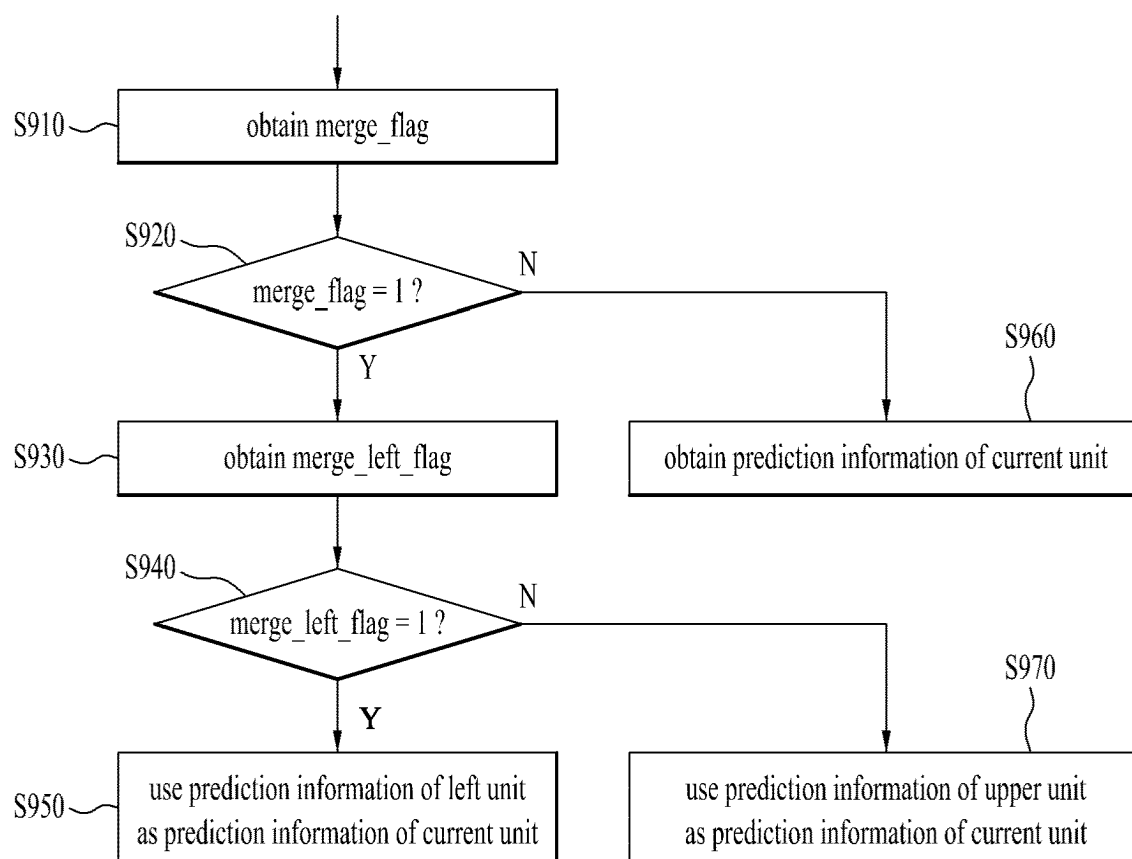 S910
obtain merge_flag
S920
merge_flag = 1 ?
N
Y
S960
S930
obtain merge_left_flag
obtain prediction information of current unit
S940
merge_left_flag = 1 ?
N
Y
S970
S950
use prediction information of left unit
as prediction information of current unit
use prediction information of upper unit
as prediction information of current unit